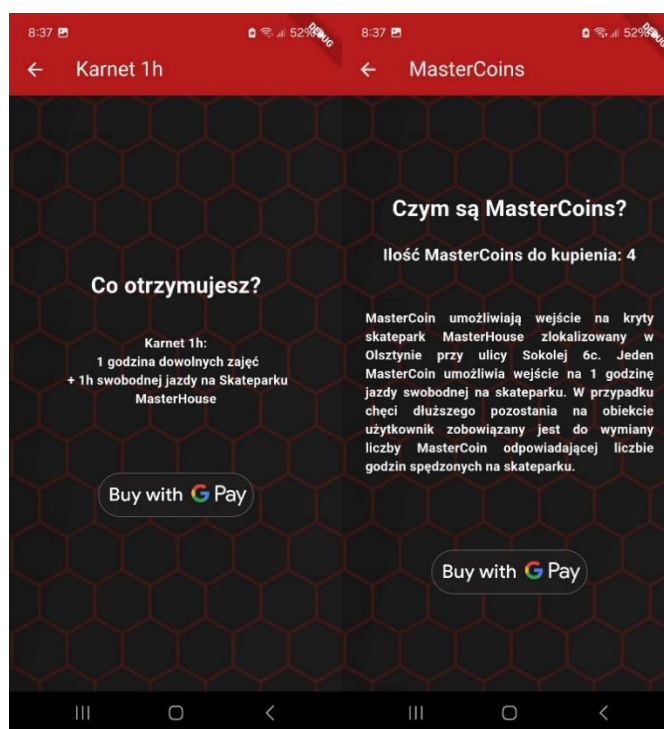 8:37
52%
DEBUG
Karnet 1h
Co otrzymujesz?
Karnet 1h:
1 godzina dowolnych zajęć
+ 1h swobodnej jazdy na Skateparku
MasterHouse
Buy with G Pay
8:37
52%
DEBUG
MasterCoins
Czym są MasterCoins?
Ilość MasterCoins do kupienia: 4
MasterCoin umożliwiają wejście na kryty
skatepark MasterHouse zlokalizowany w
Olsztynie przy ulicy Sokolej 6c. Jeden
MasterCoin umożliwia wejście na 1 godzinę
jazdy swobodnej na skateparku. W przypadku
chęci dłuższego pozostania na obiekcie
użytkownik zobowiązany jest do wymiany
liczby MasterCoin odpowiadającej liczbie
godzin spędzonych na skateparku.
Buy with G Pay